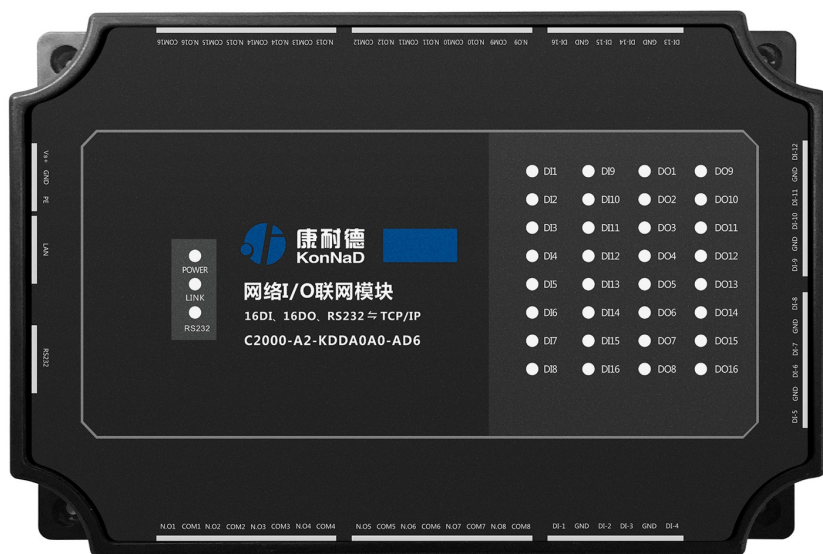 COM16 N.O16 COM15 N.O15 COM14 N.O14 COM13 N.O13
COM12 N.O12 COM11 N.O11 COM10 N.O10 COM9 N.O9
DI-16 GND DI-15 DI-14 GND DI-13
Vs+ GND PE
LAN
RS232
POWER
LINK
RS232
康耐德
KonNaD
网络I/O联网模块
16DI、16DO、RS232⇋TCP/IP
C2000-A2-KDDA0A0-AD6
DI1 DI9 DO1 DO9
DI2 DI10 DO2 DO10
DI3 DI11 DO3 DO11
DI4 DI12 DO4 DO12
DI5 DI13 DO5 DO13
DI6 DI14 DO6 DO14
DI7 DI15 DO7 DO15
DI8 DI16 DO8 DO16
DI-9 GND DI-10 DI-11 GND DI-12
DI-5 GND DI-6 DI-7 GND DI-8
N.O1 COM1 N.O2 COM2 N.O3 COM3 N.O4 COM4
N.O5 COM5 N.O6 COM6 N.O7 COM7 N.O8 COM8
DI-1 GND DI-2 DI-3 GND DI-4